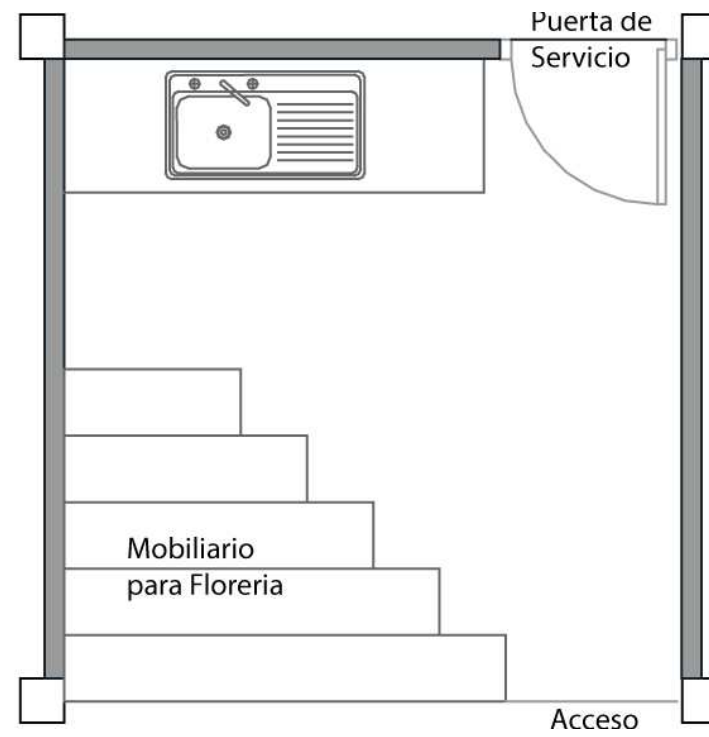 Puerta de
Servicio
Mobiliario
para Floreria
Acceso